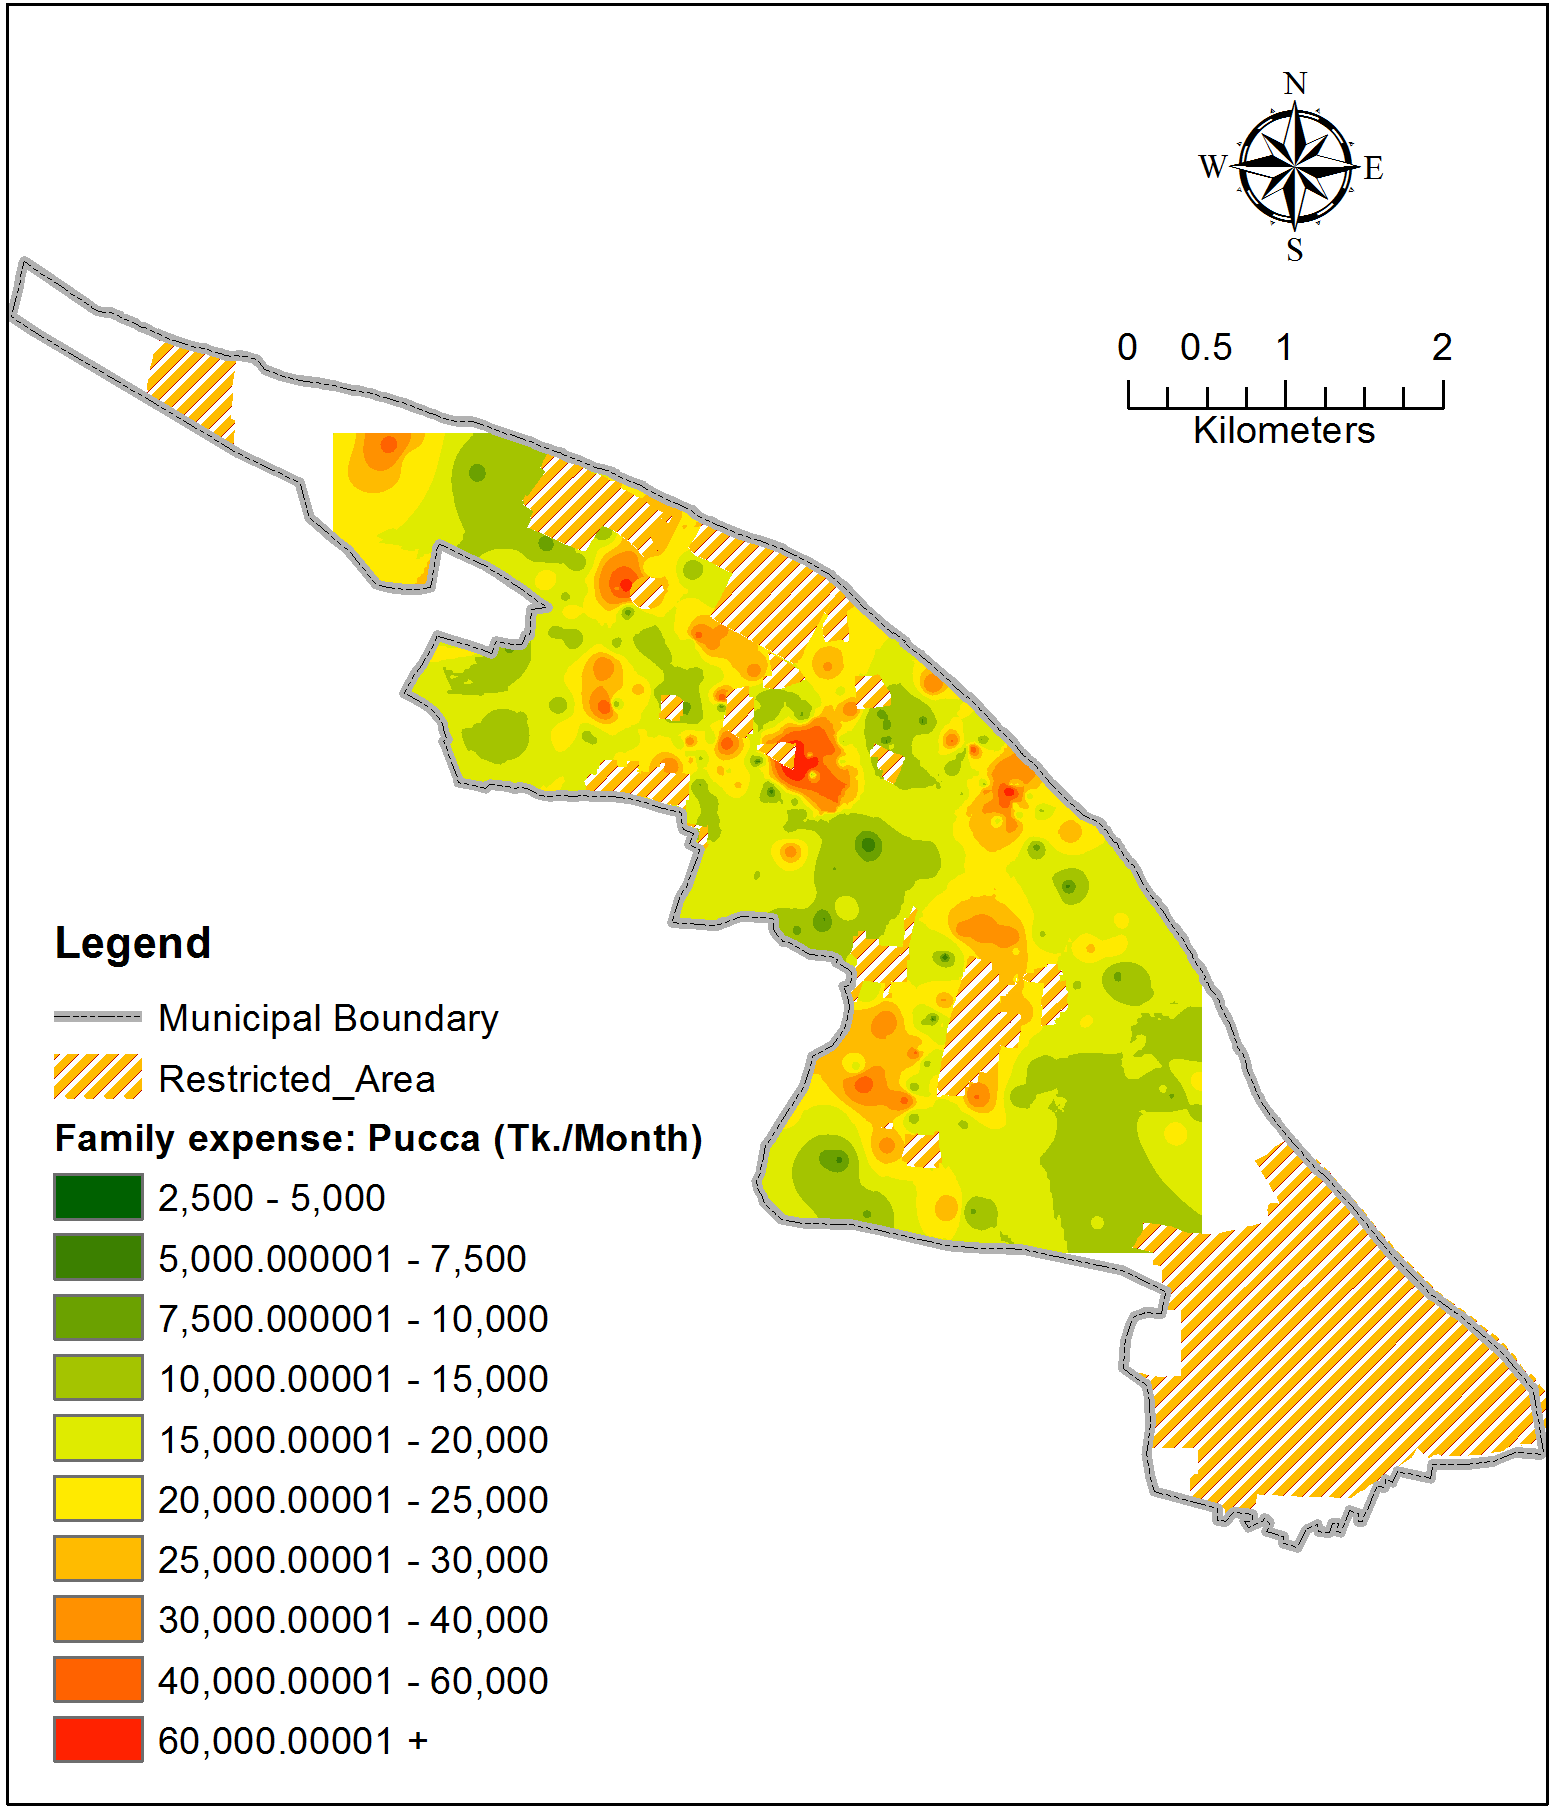 N
W E
S
0 0.5 1 2
Kilometers
Legend
Municipal Boundary
Restricted_Area
Family expense: Pucca (Tk./Month)
2,500 - 5,000
5,000.000001 - 7,500
7,500.000001 - 10,000
10,000.00001 - 15,000
15,000.00001 - 20,000
20,000.00001 - 25,000
25,000.00001 - 30,000
30,000.00001 - 40,000
40,000.00001 - 60,000
60,000.00001 +